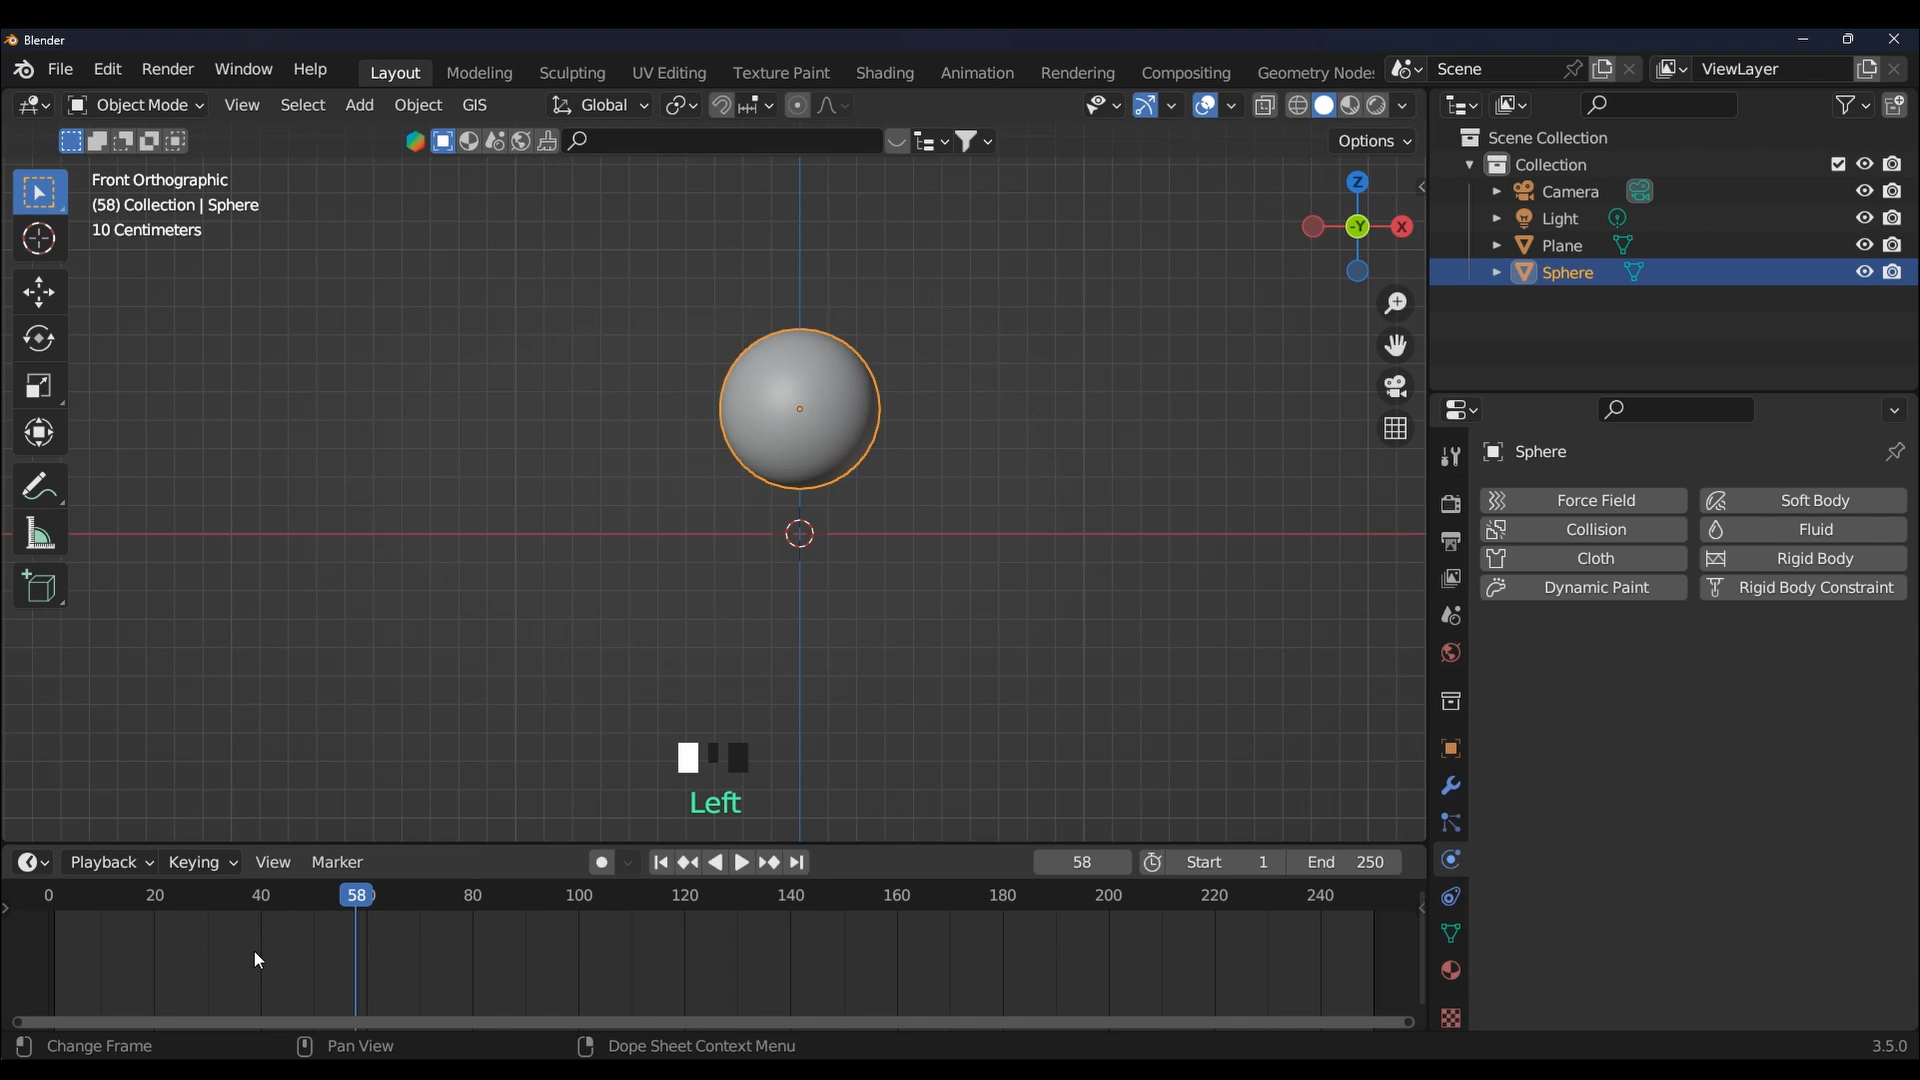 Blender
File Edit Render Window Help Layout Modeling Sculpting UV Editing Texture Paint Shading Animation Rendering Compositing Geometry Nodes Scene ViewLayer
Object Mode View Select Add Object GIS Global
Options
Front Orthographic
(58) Collection | Sphere
10 Centimeters
Z
-Y
X
Scene Collection
Collection
Camera
Light
Plane
Sphere
Sphere
Force Field Soft Body
Collision Fluid
Cloth Rigid Body
Dynamic Paint Rigid Body Constraint
Left
Playback Keying View Marker 58 Start 1 End 250
0 20 40 58 80 100 120 140 160 180 200 220 240
Change Frame Pan View Dope Sheet Context Menu 3.5.0